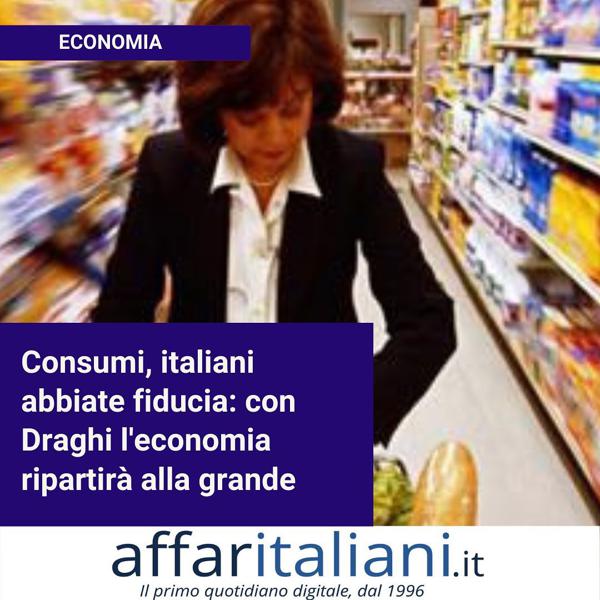 ECONOMIA
Consumi, italiani
abbiate fiducia: con
Draghi l'economia
ripartirà alla grande
affaritaliani.it
Il primo quotidiano digitale, dal 1996